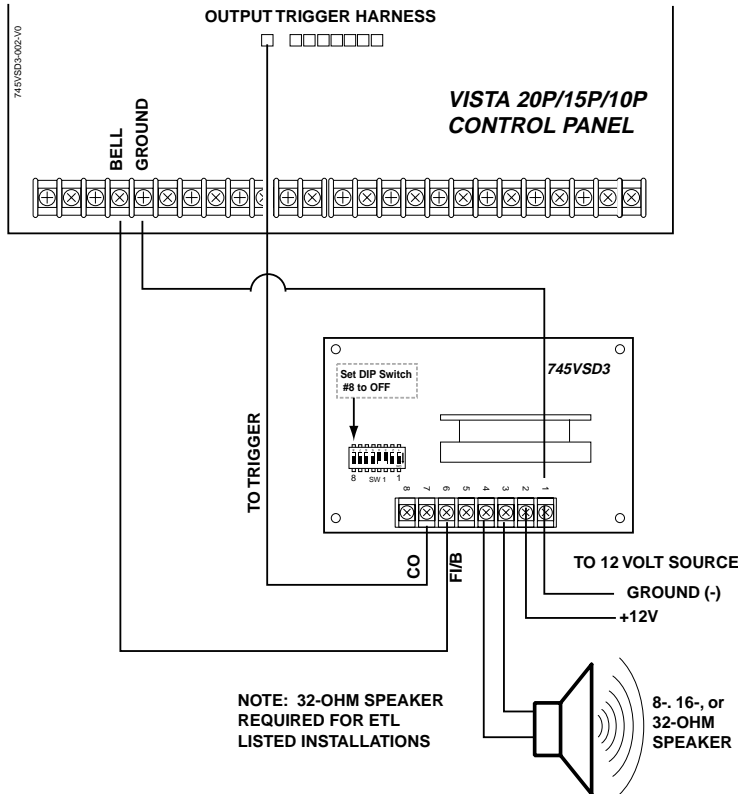 OUTPUT TRIGGER HARNESS
745VSD3-002-V0
VISTA 20P/15P/10P
CONTROL PANEL
BELL
GROUND
745VSD3
Set DIP Switch
#8 to OFF
8 SW 1 1
8 7 6 5 4 3 2 1
TO TRIGGER
CO
FI/B
TO 12 VOLT SOURCE
GROUND (-)
+12V
NOTE: 32-OHM SPEAKER
REQUIRED FOR ETL
LISTED INSTALLATIONS
8-. 16-, or
32-OHM
SPEAKER